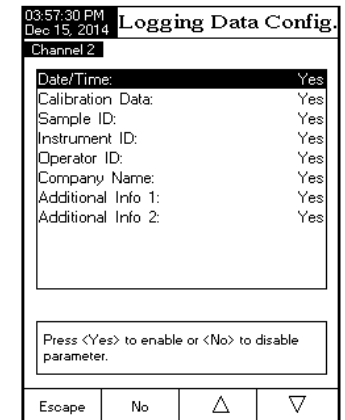 03:57:30 PM
Dec 15, 2014
Logging Data Config.
Channel 2
Date/Time: Yes
Calibration Data: Yes
Sample ID: Yes
Instrument ID: Yes
Operator ID: Yes
Company Name: Yes
Additional Info 1: Yes
Additional Info 2: Yes
Press <Yes> to enable or <No> to disable
parameter.
Escape No △ ▽